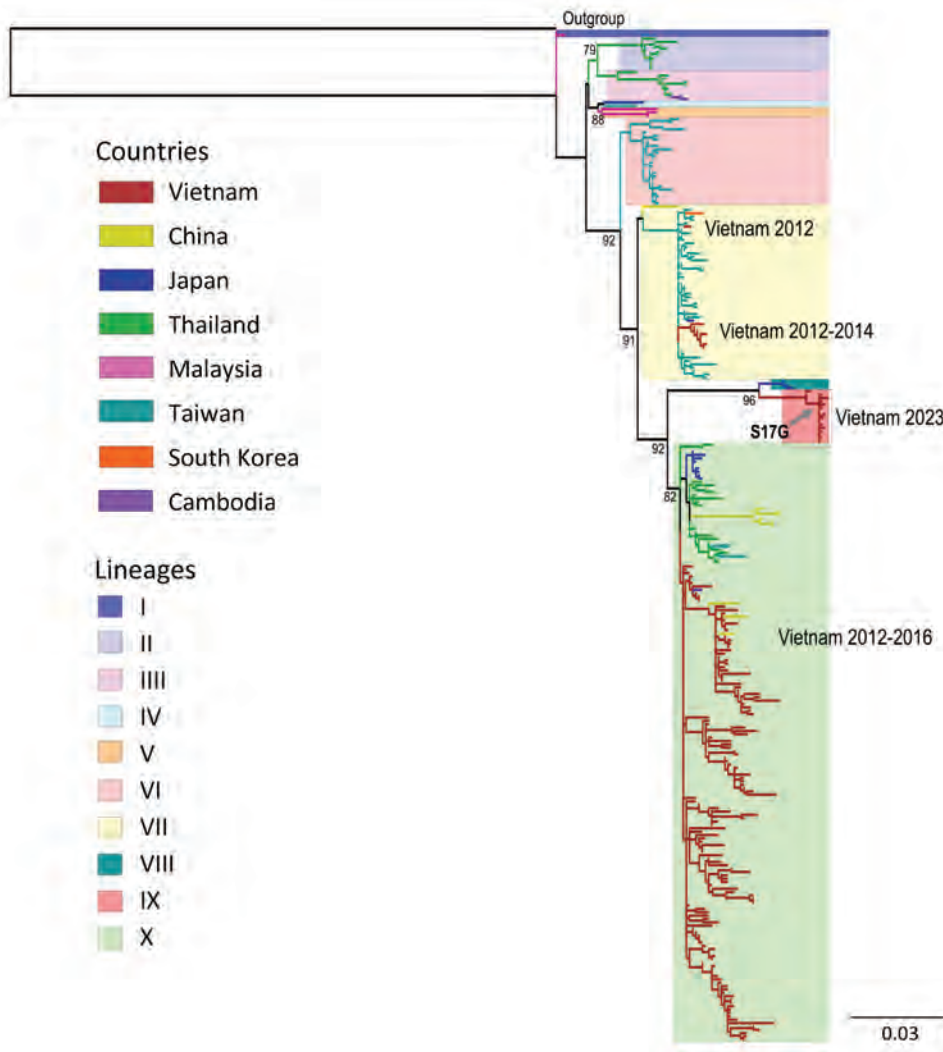 Outgroup
79
88
Countries
Vietnam
China
Japan
Thailand
Malaysia
Taiwan
South Korea
Cambodia
92
Vietnam 2012
91
Vietnam 2012-2014
96
Vietnam 2023
S17G
92
82
Lineages
I
II
IIII
IV
V
VI
VII
VIII
IX
X
Vietnam 2012-2016
0.03